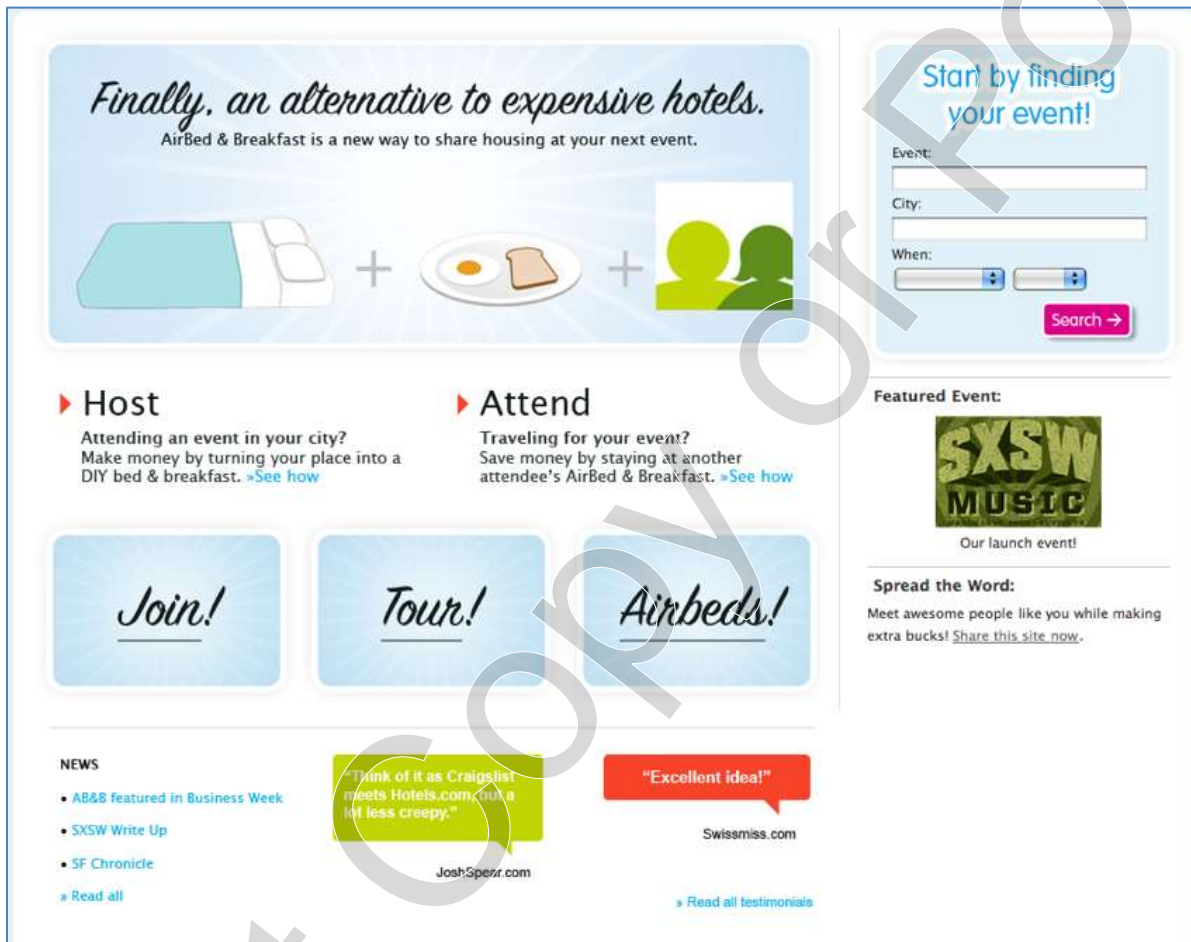 Finally, an alternative to expensive hotels.
AirBed & Breakfast is a new way to share housing at your next event.
Host
Attending an event in your city?
Make money by turning your place into a
DIY bed & breakfast. »See how
Attend
Traveling for your event?
Save money by staying at another
attendee's AirBed & Breakfast. »See how
Join!
Tour!
Airbeds!
NEWS
• AB&B featured in Business Week
• SXSW Write Up
• SF Chronicle
» Read all
"Think of it as Craigslist
meets Hotels.com, but a
lot less creepy."
JoshSpear.com
"Excellent idea!"
Swissmiss.com
» Read all testimonials
Start by finding
your event!
Event:
City:
When:
Search →
Featured Event:
SXSW
MUSIC
Our launch event!
Spread the Word:
Meet awesome people like you while making
extra bucks! Share this site now.
t Copy or Po